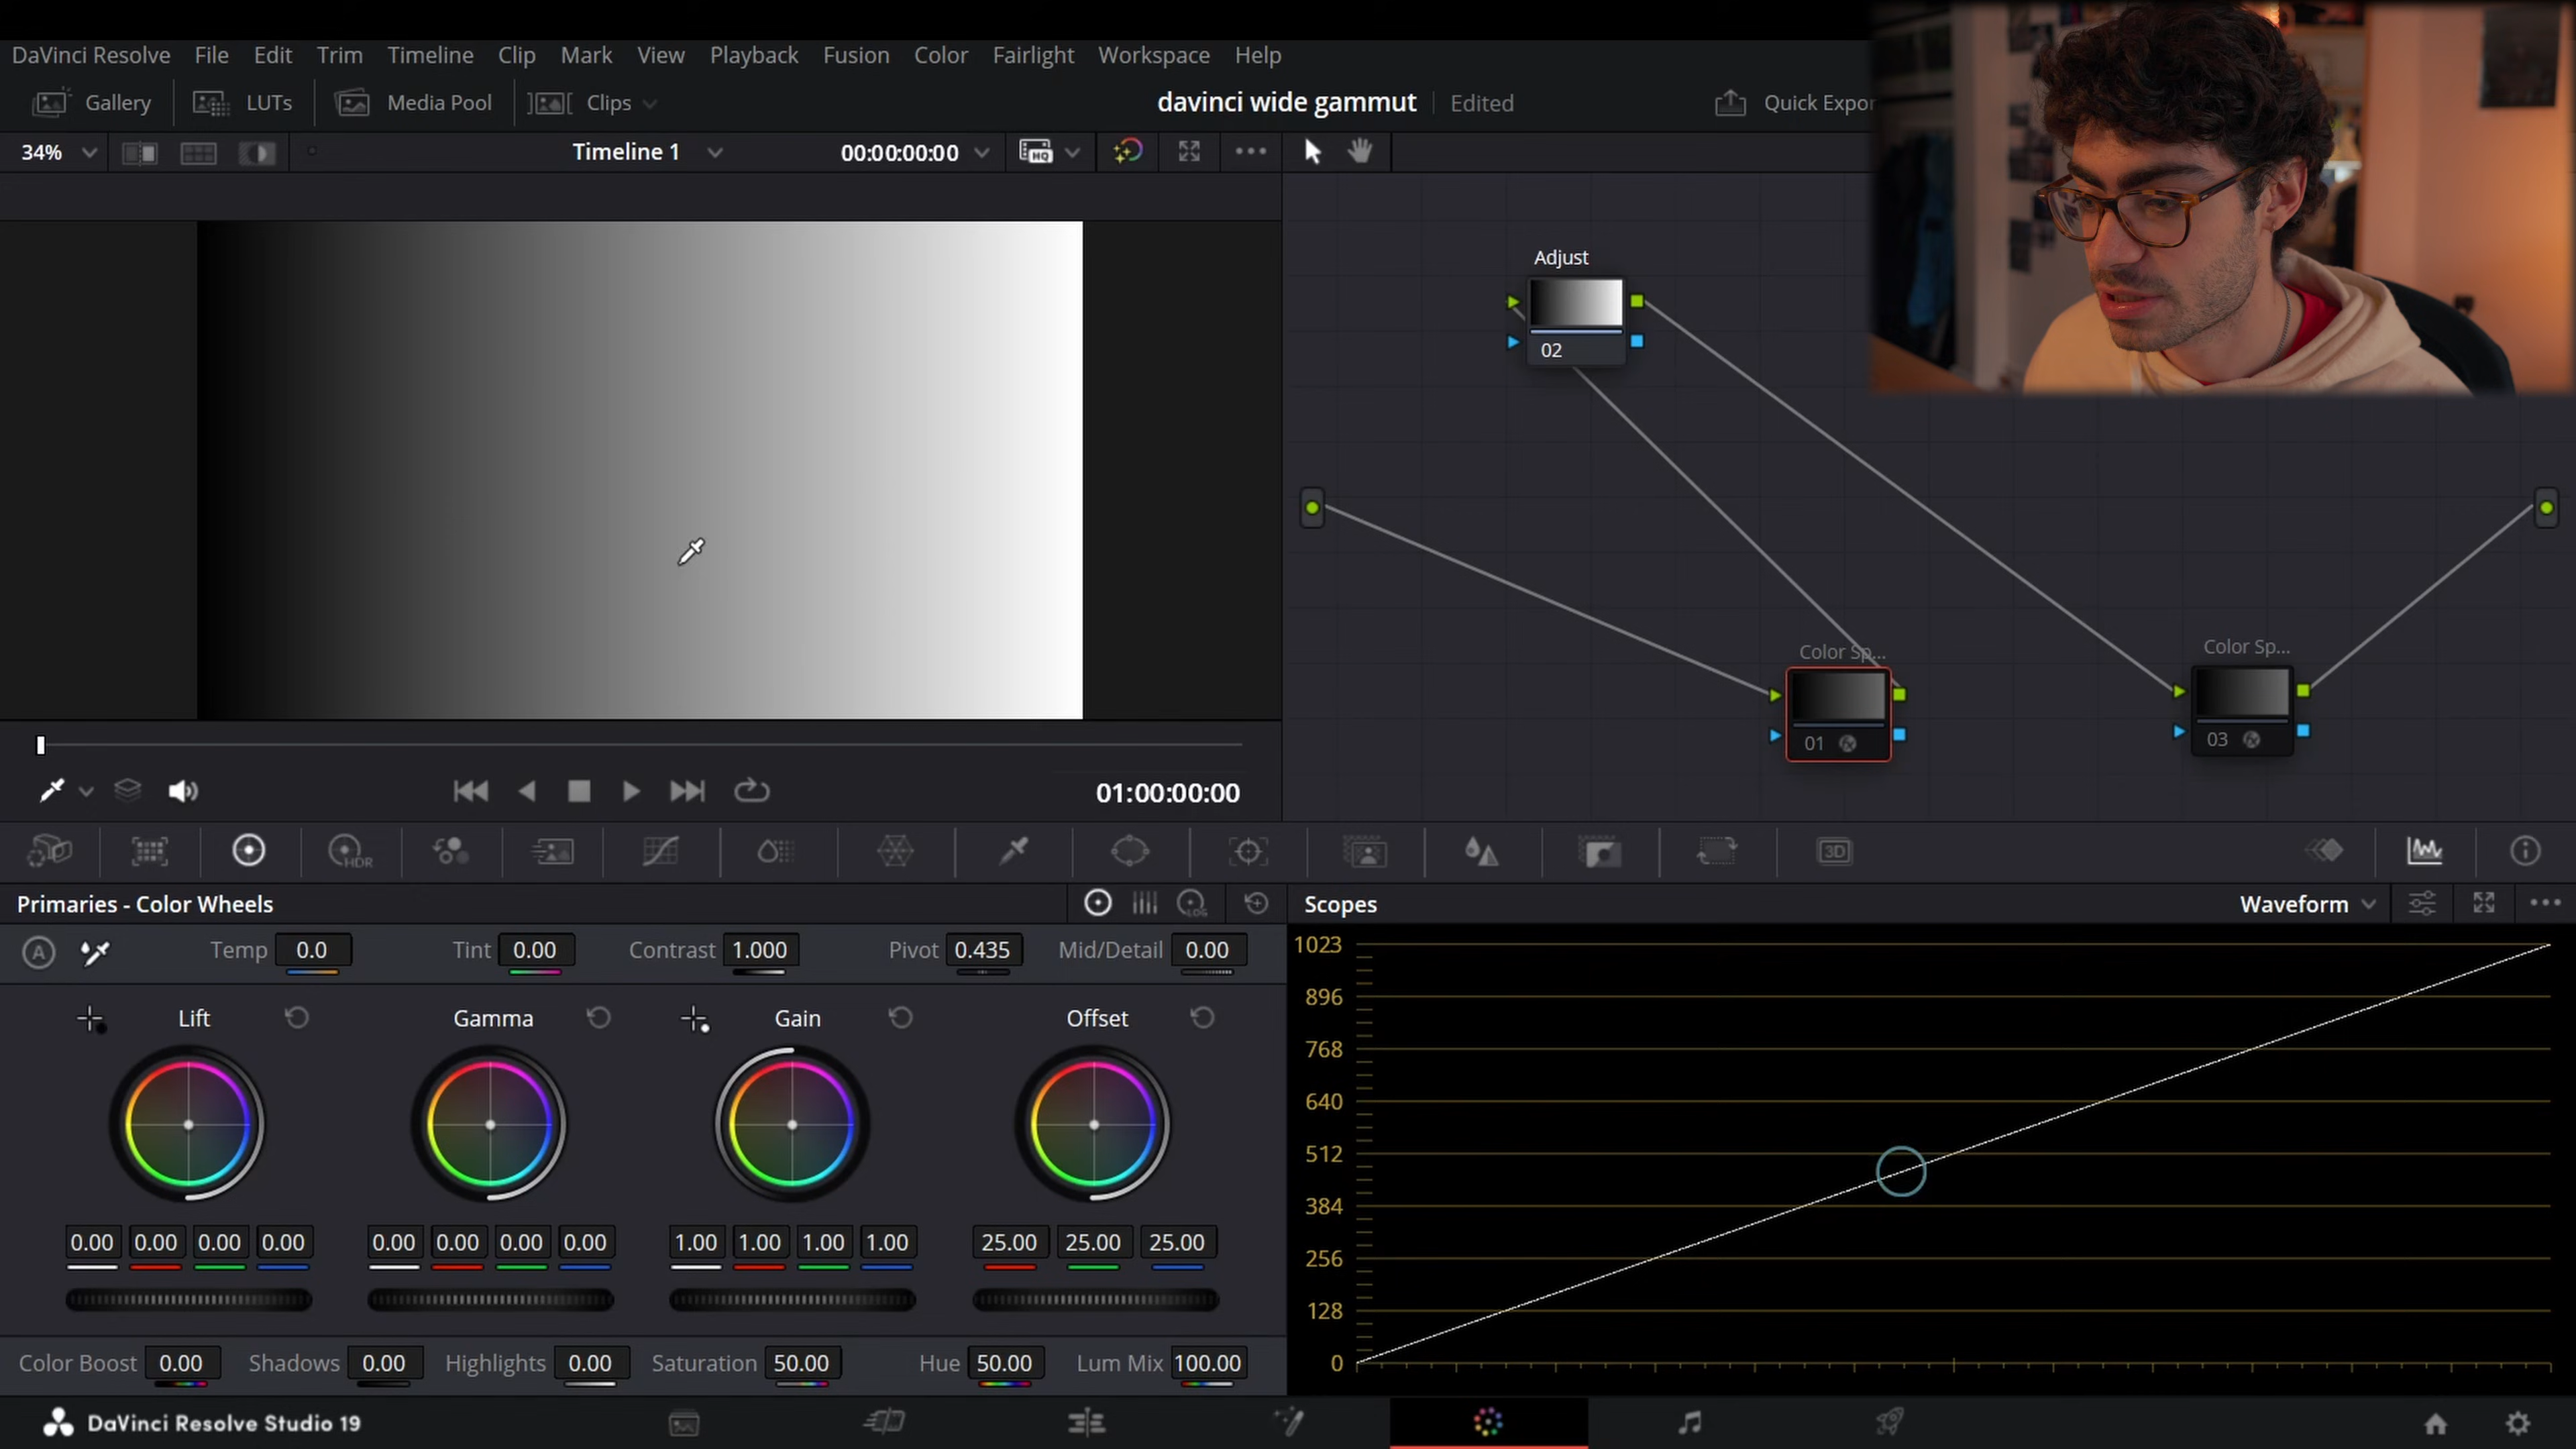 DaVinci Resolve File Edit Trim Timeline Clip Mark View Playback Fusion Color Fairlight Workspace Help
Gallery LUTs Media Pool Clips davinci wide gammut Edited Quick Expor
34% Timeline 1 00:00:00:00 HQ
Adjust
02
Color Sp...
01
Color Sp...
03
01:00:00:00
HDR 3D
Primaries - Color Wheels LOG Scopes Waveform
A Temp 0.0 Tint 0.00 Contrast 1.000 Pivot 0.435 Mid/Detail 0.00
Lift Gamma Gain Offset
0.00 0.00 0.00 0.00 0.00 0.00 0.00 0.00 1.00 1.00 1.00 1.00 25.00 25.00 25.00
Color Boost 0.00 Shadows 0.00 Highlights 0.00 Saturation 50.00 Hue 50.00 Lum Mix 100.00
1023
896
768
640
512
384
256
128
0
DaVinci Resolve Studio 19